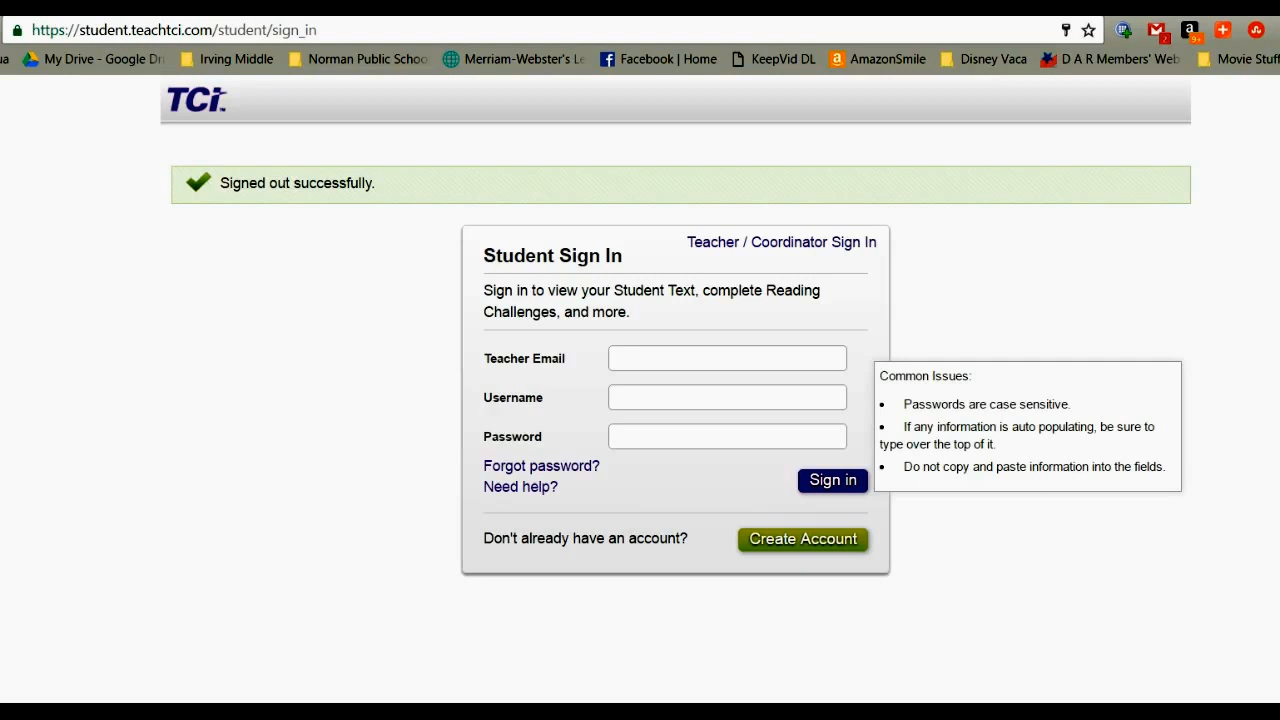 https://student.teachtci.com/student/sign_in
My Drive - Google Dr Irving Middle Norman Public Schoo Merriam-Webster's Le Facebook | Home KeepVid DL AmazonSmile Disney Vaca D A R Members' Web Movie Stuff
TCi
Signed out successfully.
Teacher / Coordinator Sign In
Student Sign In
Sign in to view your Student Text, complete Reading
Challenges, and more.
Teacher Email
Username
Password
Forgot password?
Need help?
Sign in
Don't already have an account?
Create Account
Common Issues:
Passwords are case sensitive.
If any information is auto populating, be sure to
type over the top of it.
Do not copy and paste information into the fields.